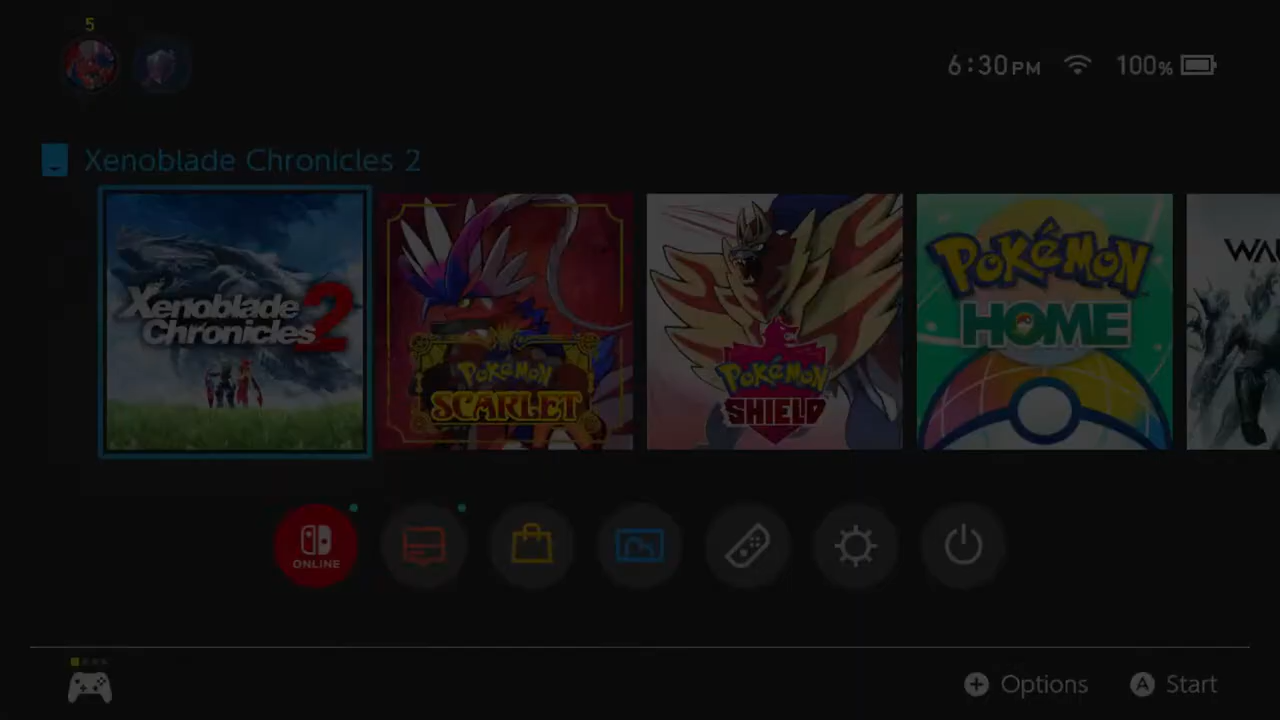 5
6:30PM 100%
Xenoblade Chronicles 2
Xenoblade
Chronicles 2
POKÉMON
SCARLET
POKÉMON
SHIELD
POKÉMON
HOME
ONLINE
Options
Start